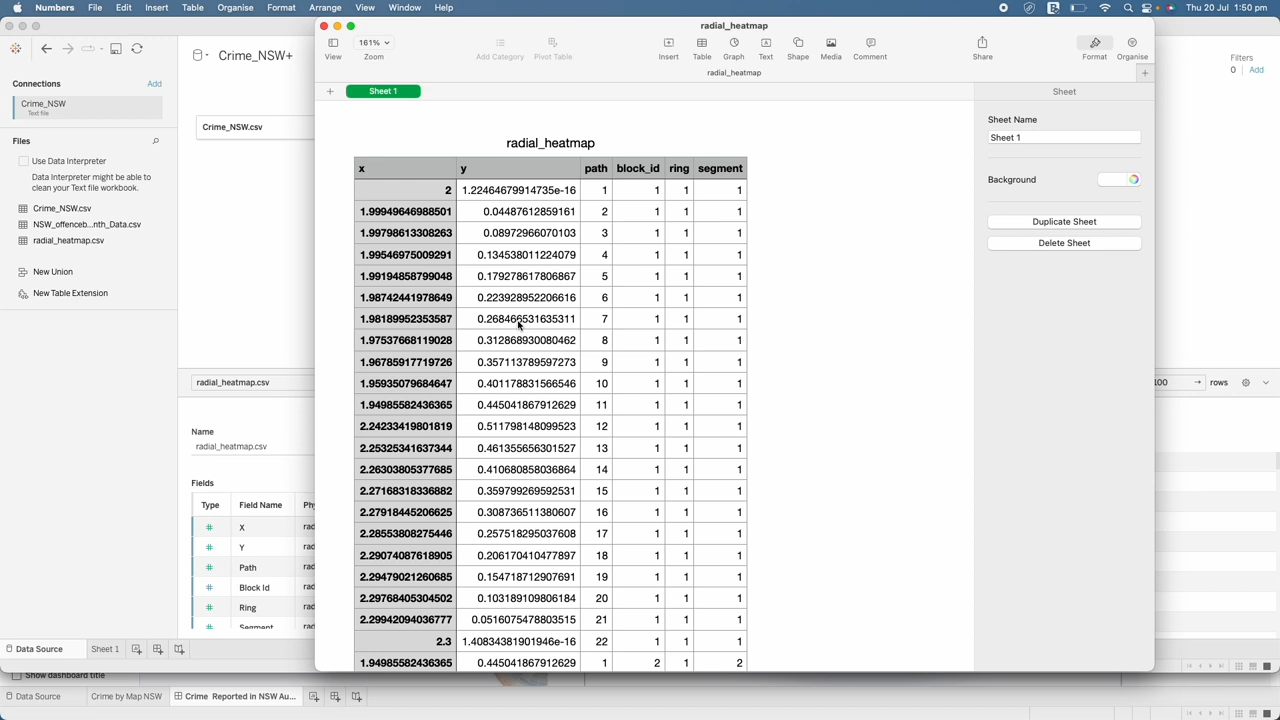 Numbers File Edit Insert Table Organise Format Arrange View Window Help Thu 20 Jul 1:50 pm
radial_heatmap
161%
View Zoom Add Category Pivot Table Insert Table Graph Text Shape Media Comment Share Format Organise
radial_heatmap
Sheet 1 Sheet
Connections Add
Crime_NSW
Text file
Files
Use Data Interpreter
Data Interpreter might be able to
clean your Text file workbook.
Crime_NSW.csv
NSW_offenceb...nth_Data.csv
radial_heatmap.csv
New Union
New Table Extension
Crime_NSW+
Crime_NSW.csv
radial_heatmap.csv
Name
radial_heatmap.csv
Fields
Type Field Name
# X rad
# Y rad
# Path rad
# Block Id rad
# Ring rad
Data Source Sheet 1
Show dashboard title
Data Source Crime by Map NSW Crime Reported in NSW Au...
radial_heatmap
x y path block_id ring segment
2 1.22464679914735e-16 1 1 1 1
1.99949646988501 0.04487612859161 2 1 1 1
1.99798613308263 0.08972966070103 3 1 1 1
1.99546975009291 0.134538011224079 4 1 1 1
1.99194858799048 0.179278617806867 5 1 1 1
1.98742441978649 0.223928952206616 6 1 1 1
1.98189952353587 0.268466531635311 7 1 1 1
1.97537668119028 0.312868930080462 8 1 1 1
1.96785917719726 0.357113789597273 9 1 1 1
1.95935079684647 0.401178831566546 10 1 1 1
1.94985582436365 0.445041867912629 11 1 1 1
2.24233419801819 0.511798148099523 12 1 1 1
2.25325341637344 0.461355656301527 13 1 1 1
2.26303805377685 0.410680858036864 14 1 1 1
2.27168318336882 0.359799269592531 15 1 1 1
2.27918445206625 0.308736511380607 16 1 1 1
2.28553808275446 0.257518295037608 17 1 1 1
2.29074087618905 0.206170410477897 18 1 1 1
2.29479021260685 0.154718712907691 19 1 1 1
2.29768405304502 0.103189109806184 20 1 1 1
2.29942094036777 0.0516075478803515 21 1 1 1
2.3 1.40834381901946e-16 22 1 1 1
1.94985582436365 0.445041867912629 1 2 1 2
Sheet Name
Sheet 1
Background
Duplicate Sheet
Delete Sheet
Filters
0 Add
rows